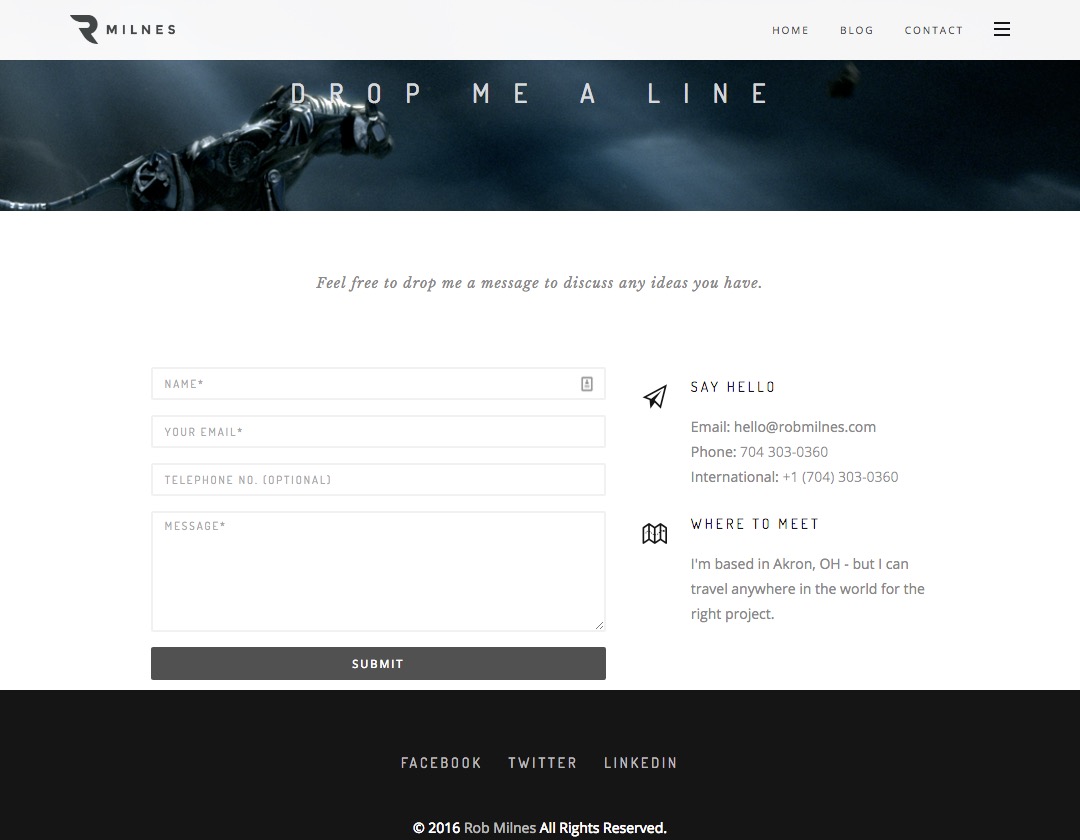 MILNES
HOME BLOG CONTACT
DROP ME A LINE
Feel free to drop me a message to discuss any ideas you have.
NAME*
YOUR EMAIL*
TELEPHONE NO. (OPTIONAL)
MESSAGE*
SUBMIT
SAY HELLO
Email: hello@robmilnes.com
Phone: 704 303-0360
International: +1 (704) 303-0360
WHERE TO MEET
I'm based in Akron, OH - but I can
travel anywhere in the world for the
right project.
FACEBOOK TWITTER LINKEDIN
© 2016 Rob Milnes All Rights Reserved.